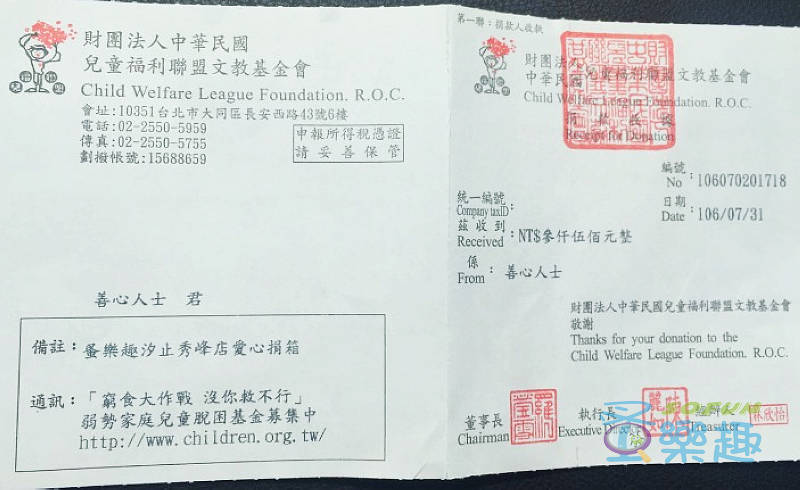 財團法人中華民國
兒童福利聯盟文教基金會
Child Welfare League Foundation. R.O.C.
會址:10351台北市大同區長安西路43號6樓
電話:02-2550-5959
傳真:02-2550-5755
劃撥帳號:15688659
申報所得稅憑證
請妥善保管
善心人士 君
備註:蚤樂趣汐止秀峰店愛心捐箱
通訊:「窮食大作戰 沒你救不行」
弱勢家庭兒童脫困基金募集中
http://www.children.org.tw/
第一聯:捐款人收執
財團法人
中華民國 兒童福利聯盟文教基金會
Child Welfare League Foundation. R.O.C.
捐款收據
Receipt for Donation
編號
No :106070201718
日期
Date :106/07/31
統一編號
Company taxID:
茲收到
Received :NT$參仟伍佰元整
係
From :善心人士
財團法人中華民國兒童福利聯盟文教基金會
敬謝
Thanks for your donation to the
Child Welfare League Foundation. R.O.C.
董事長
Chairman
執行長
Executive Director
經辦人
Treasurer
林欣怡
蚤樂趣